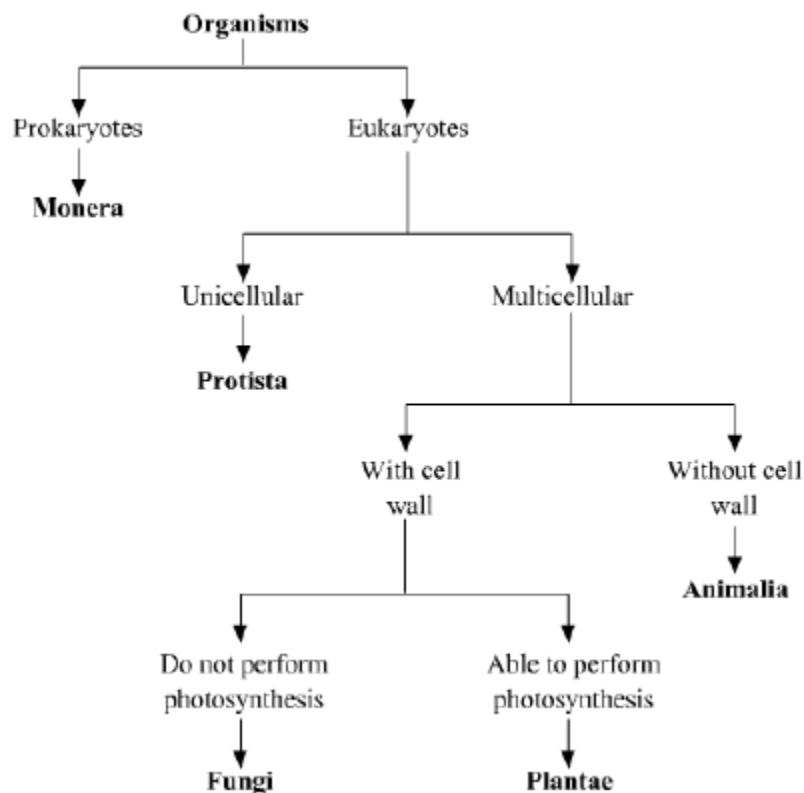 Organisms
Prokaryotes
Eukaryotes
Monera
Unicellular
Multicellular
Protista
With cell
wall
Without cell
wall
Animalia
Do not perform
photosynthesis
Able to perform
photosynthesis
Fungi
Plantae